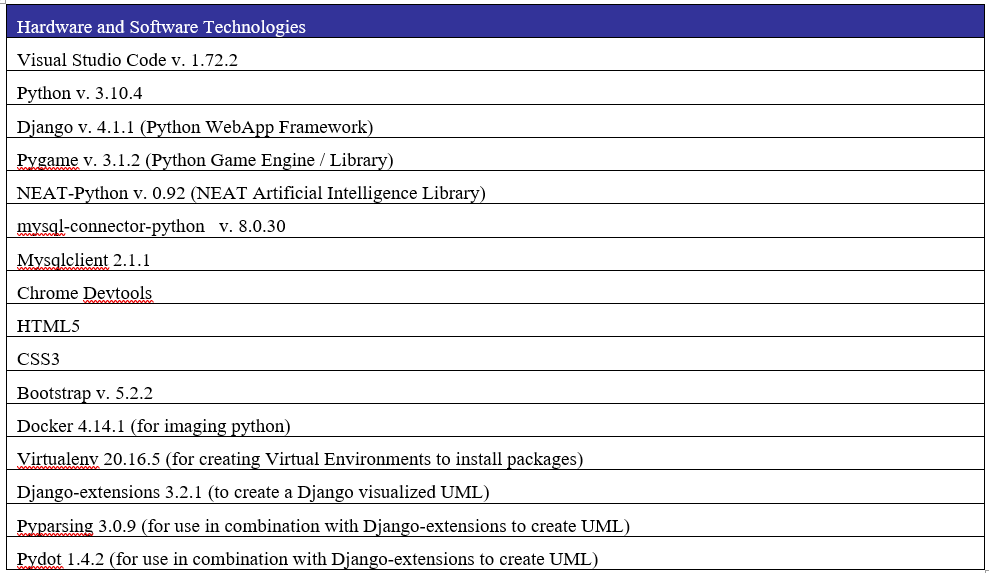 Hardware and Software Technologies
Visual Studio Code v. 1.72.2
Python v. 3.10.4
Django v. 4.1.1 (Python WebApp Framework)
Pygame v. 3.1.2 (Python Game Engine / Library)
NEAT-Python v. 0.92 (NEAT Artificial Intelligence Library)
mysql-connector-python   v. 8.0.30
Mysqlclient 2.1.1
Chrome Devtools
HTML5
CSS3
Bootstrap v. 5.2.2
Docker 4.14.1 (for imaging python)
Virtualenv 20.16.5 (for creating Virtual Environments to install packages)
Django-extensions 3.2.1 (to create a Django visualized UML)
Pyparsing 3.0.9 (for use in combination with Django-extensions to create UML)
Pydot 1.4.2 (for use in combination with Django-extensions to create UML)